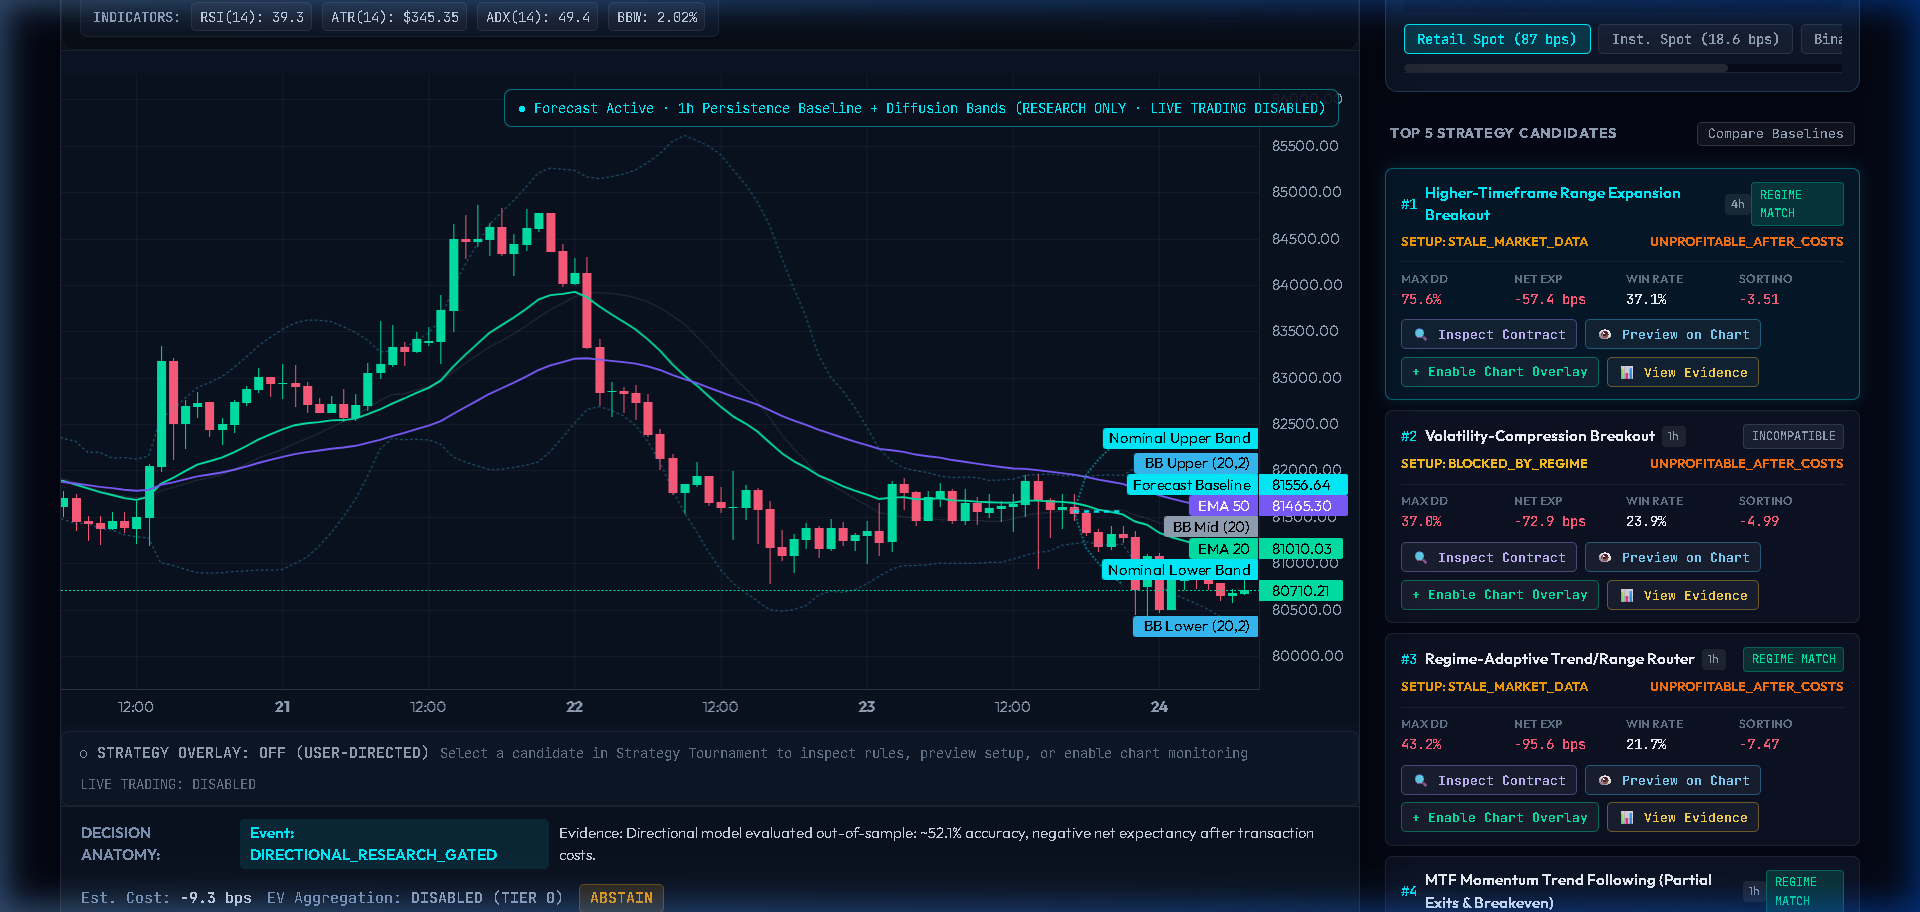 INDICATORS: RSI(14): 39.3 ATR(14): $345.35 ADX(14): 49.4 BBW: 2.02%
● Forecast Active · 1h Persistence Baseline + Diffusion Bands (RESEARCH ONLY · LIVE TRADING DISABLED)
85500.00
85000.00
84500.00
84000.00
83500.00
83000.00
82500.00
Nominal Upper Band
BB Upper (20,2) 82000.00
Forecast Baseline 81556.64
EMA 50 81465.30
BB Mid (20) 81500.00
EMA 20 81010.03
Nominal Lower Band 81000.00
80710.21
80500.00
BB Lower (20,2)
80000.00
12:00 21 12:00 22 12:00 23 12:00 24
○ STRATEGY OVERLAY: OFF (USER-DIRECTED) Select a candidate in Strategy Tournament to inspect rules, preview setup, or enable chart monitoring
LIVE TRADING: DISABLED
DECISION
ANATOMY:
Event:
DIRECTIONAL_RESEARCH_GATED
Evidence: Directional model evaluated out-of-sample: ~52.1% accuracy, negative net expectancy after transaction
costs.
Est. Cost: -9.3 bps EV Aggregation: DISABLED (TIER 0) ABSTAIN
Retail Spot (87 bps) Inst. Spot (18.6 bps)
TOP 5 STRATEGY CANDIDATES Compare Baselines
#1 Higher-Timeframe Range Expansion
Breakout
4h
REGIME
MATCH
SETUP: STALE_MARKET_DATA UNPROFITABLE_AFTER_COSTS
MAX DD NET EXP WIN RATE SORTINO
75.6% -57.4 bps 37.1% -3.51
Inspect Contract Preview on Chart
+ Enable Chart Overlay View Evidence
#2 Volatility-Compression Breakout 1h INCOMPATIBLE
SETUP: BLOCKED_BY_REGIME UNPROFITABLE_AFTER_COSTS
MAX DD NET EXP WIN RATE SORTINO
37.0% -72.9 bps 23.9% -4.99
Inspect Contract Preview on Chart
+ Enable Chart Overlay View Evidence
#3 Regime-Adaptive Trend/Range Router 1h REGIME MATCH
SETUP: STALE_MARKET_DATA UNPROFITABLE_AFTER_COSTS
MAX DD NET EXP WIN RATE SORTINO
43.2% -95.6 bps 21.7% -7.47
Inspect Contract Preview on Chart
+ Enable Chart Overlay View Evidence
#4 MTF Momentum Trend Following (Partial
Exits & Breakeven)
1h
REGIME
MATCH